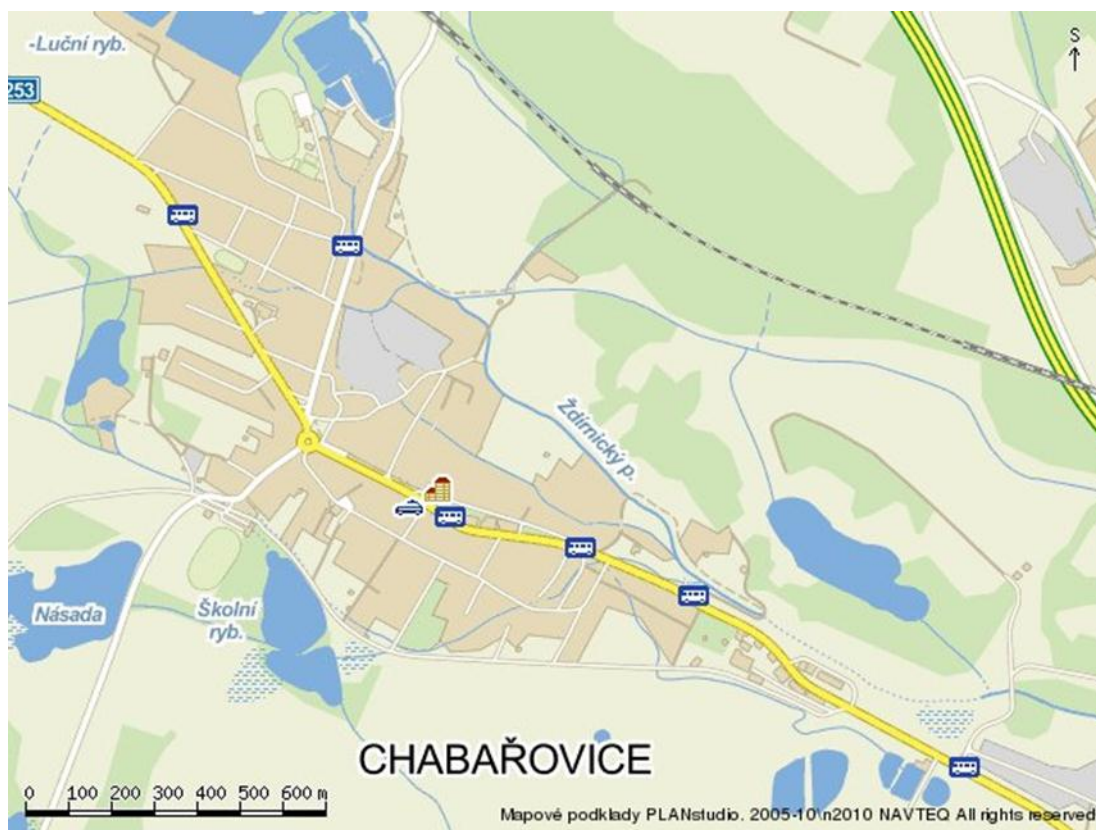 -Luční ryb.
S
253
Ždírnický p.
Násada
Školní
ryb.
CHABAŘOVICE
0 100 200 300 400 500 600 m
Mapové podklady PLANstudio, 2005-10\n2010 NAVTEQ All rights reserved